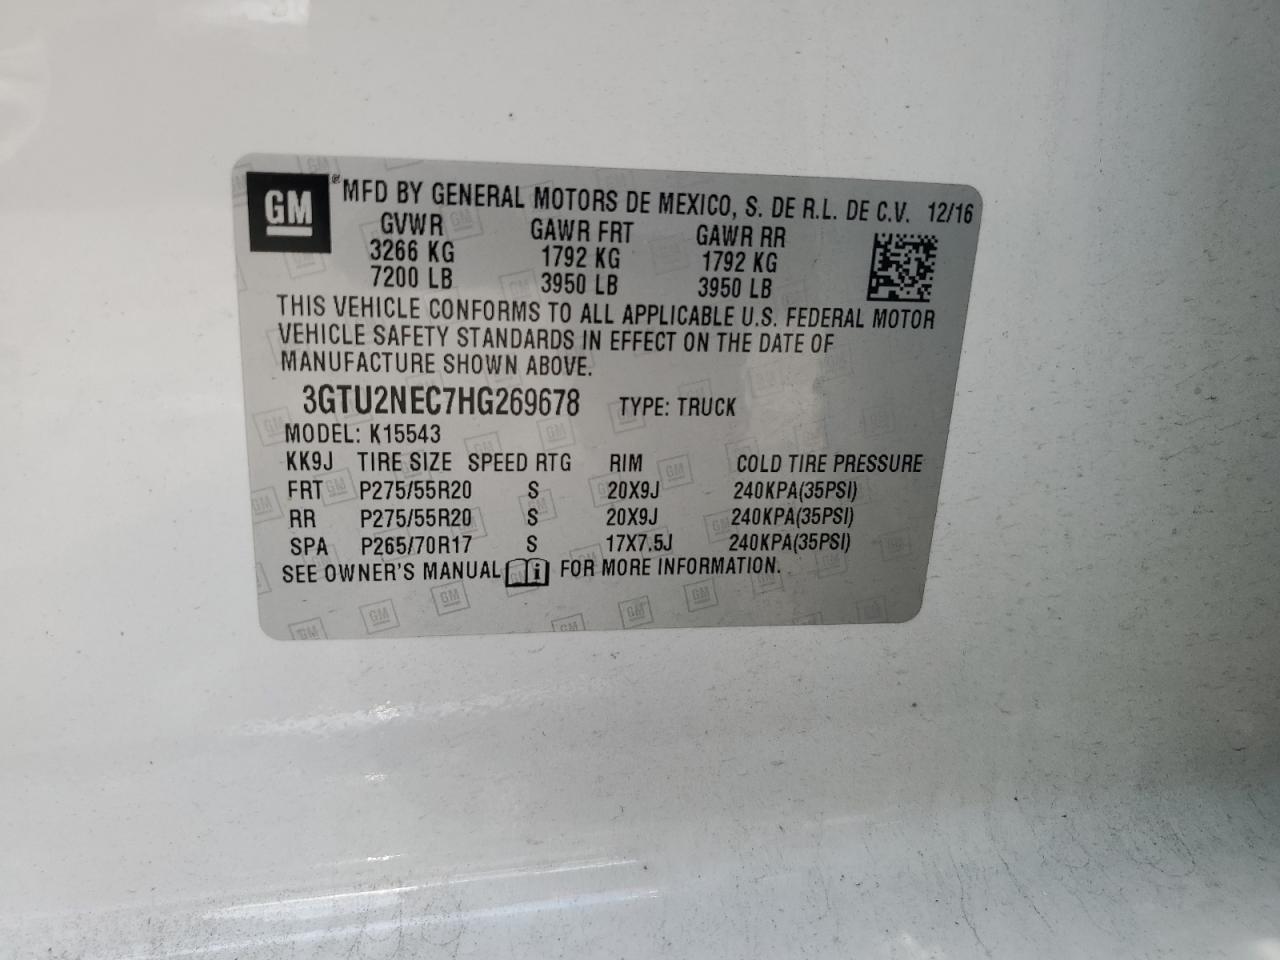 GM ® MFD BY GENERAL MOTORS DE MEXICO, S. DE R.L. DE C.V. 12/16
GVWR GAWR FRT GAWR RR
3266 KG 1792 KG 1792 KG
7200 LB 3950 LB 3950 LB
THIS VEHICLE CONFORMS TO ALL APPLICABLE U.S. FEDERAL MOTOR
VEHICLE SAFETY STANDARDS IN EFFECT ON THE DATE OF
MANUFACTURE SHOWN ABOVE.
3GTU2NEC7HG269678 TYPE: TRUCK
MODEL: K15543
KK9J TIRE SIZE SPEED RTG RIM COLD TIRE PRESSURE
FRT P275/55R20 S 20X9J 240KPA(35PSI)
RR P275/55R20 S 20X9J 240KPA(35PSI)
SPA P265/70R17 S 17X7.5J 240KPA(35PSI)
SEE OWNER'S MANUAL i FOR MORE INFORMATION.